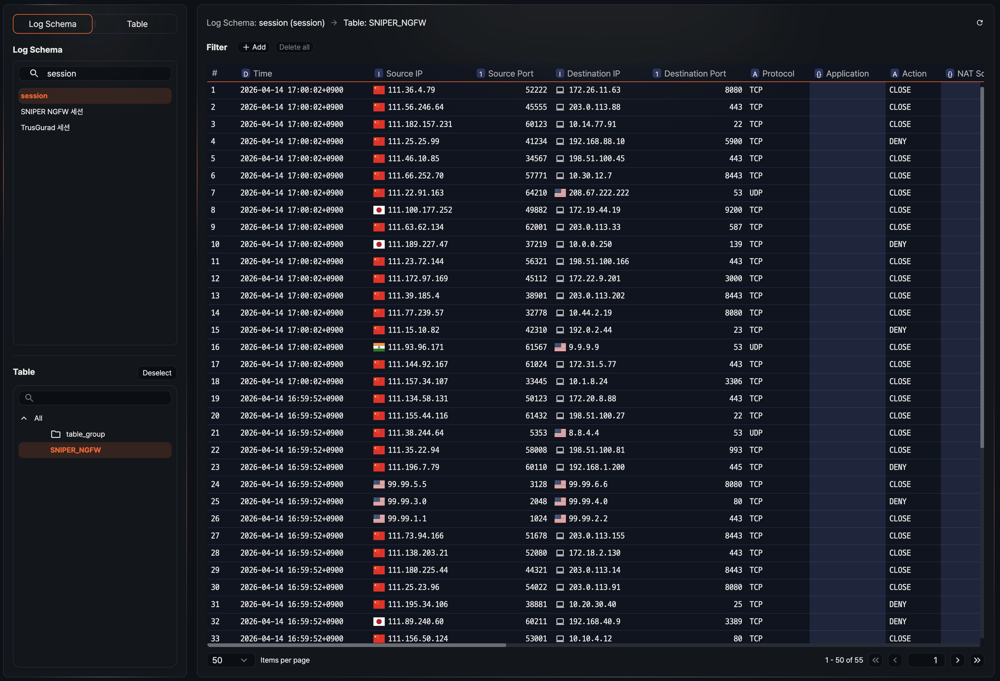 Log Schema Table
Log Schema
session
session
SNIPER NGFW 세션
TrusGurad 세션
Table Deselect
All
table_group
SNIPER_NGFW
Log Schema: session (session) → Table: SNIPER_NGFW
Filter + Add Delete all
# D Time I Source IP 1 Source Port I Destination IP 1 Destination Port A Protocol {} Application A Action {} NAT Sc
1 2026-04-14 17:00:02+0900 111.36.4.79 52222 172.26.11.63 8080 TCP CLOSE
2 2026-04-14 17:00:02+0900 111.56.246.64 45555 203.0.113.88 443 TCP CLOSE
3 2026-04-14 17:00:02+0900 111.182.157.231 60123 10.14.77.91 22 TCP CLOSE
4 2026-04-14 17:00:02+0900 111.25.25.99 41234 192.168.88.10 5900 TCP DENY
5 2026-04-14 17:00:02+0900 111.46.10.85 34567 198.51.100.45 443 TCP CLOSE
6 2026-04-14 17:00:02+0900 111.66.252.70 57771 10.30.12.7 8443 TCP CLOSE
7 2026-04-14 17:00:02+0900 111.22.91.163 64210 208.67.222.222 53 UDP CLOSE
8 2026-04-14 17:00:02+0900 111.100.177.252 49882 172.19.44.19 9200 TCP CLOSE
9 2026-04-14 17:00:02+0900 111.63.62.134 62001 203.0.113.33 587 TCP CLOSE
10 2026-04-14 17:00:02+0900 111.189.227.47 37219 10.0.0.250 139 TCP DENY
11 2026-04-14 17:00:02+0900 111.23.72.144 56321 198.51.100.166 443 TCP CLOSE
12 2026-04-14 17:00:02+0900 111.172.97.169 45112 172.22.9.201 3000 TCP CLOSE
13 2026-04-14 17:00:02+0900 111.39.185.4 38901 203.0.113.202 8443 TCP CLOSE
14 2026-04-14 17:00:02+0900 111.77.239.57 32778 10.44.2.19 8080 TCP CLOSE
15 2026-04-14 17:00:02+0900 111.15.10.82 42310 192.0.2.44 23 TCP DENY
16 2026-04-14 17:00:02+0900 111.93.96.171 61567 9.9.9.9 53 UDP CLOSE
17 2026-04-14 17:00:02+0900 111.144.92.167 61024 172.31.5.77 443 TCP CLOSE
18 2026-04-14 17:00:02+0900 111.157.34.107 33445 10.1.8.24 3306 TCP CLOSE
19 2026-04-14 16:59:52+0900 111.134.58.131 50123 172.20.8.88 443 TCP CLOSE
20 2026-04-14 16:59:52+0900 111.155.44.116 61432 198.51.100.27 22 TCP CLOSE
21 2026-04-14 16:59:52+0900 111.38.244.64 5353 8.8.4.4 53 UDP CLOSE
22 2026-04-14 16:59:52+0900 111.35.22.94 58008 198.51.100.81 993 TCP CLOSE
23 2026-04-14 16:59:52+0900 111.196.7.79 60110 192.168.1.200 445 TCP DENY
24 2026-04-14 16:59:52+0900 99.99.5.5 3128 99.99.6.6 8080 TCP CLOSE
25 2026-04-14 16:59:52+0900 99.99.3.0 2048 99.99.4.0 80 TCP DENY
26 2026-04-14 16:59:52+0900 99.99.1.1 1024 99.99.2.2 443 TCP CLOSE
27 2026-04-14 16:59:52+0900 111.73.94.166 51678 203.0.113.155 8443 TCP CLOSE
28 2026-04-14 16:59:52+0900 111.138.203.21 52080 172.18.2.130 443 TCP CLOSE
29 2026-04-14 16:59:52+0900 111.180.225.44 44321 203.0.113.14 8443 TCP CLOSE
30 2026-04-14 16:59:52+0900 111.25.23.96 54022 203.0.113.91 8080 TCP CLOSE
31 2026-04-14 16:59:52+0900 111.195.34.106 38881 10.20.30.40 25 TCP DENY
32 2026-04-14 16:59:52+0900 111.89.240.60 60211 192.168.40.9 3389 TCP DENY
33 2026-04-14 16:59:52+0900 111.156.50.124 53001 10.10.4.12 80 TCP CLOSE
50 Items per page 1 - 50 of 55 1